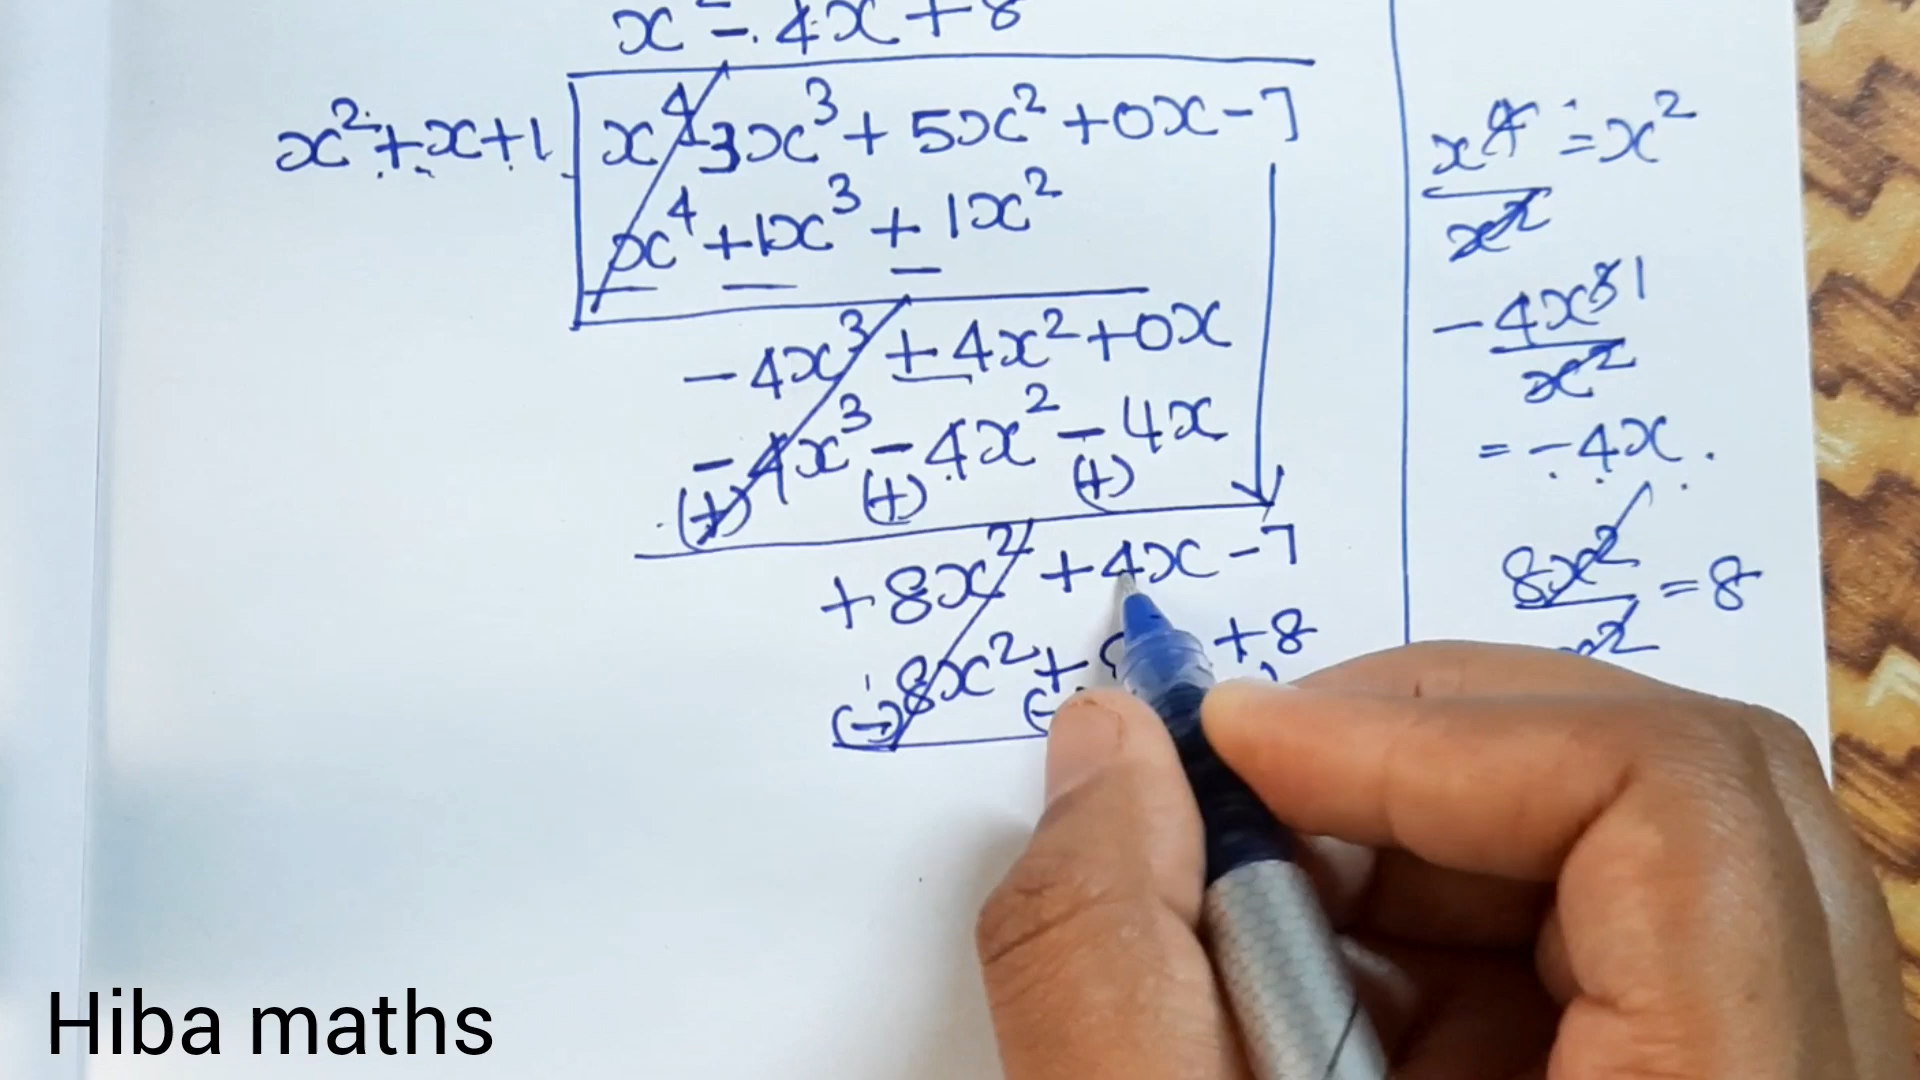 x² - 4x + 8
x² + x + 1 x⁴ - 3x³ + 5x² + 0x - 7
x⁴ + 1x³ + 1x²
- 4x³ + 4x² + 0x
- 4x³ - 4x² - 4x
(+) (+) (+)
+ 8x² + 4x - 7
8x² + + 8
(-) (-
x⁴ = x²
x²
- 4x³ 1
x²
= - 4x .
8x² = 8
x²
Hiba maths